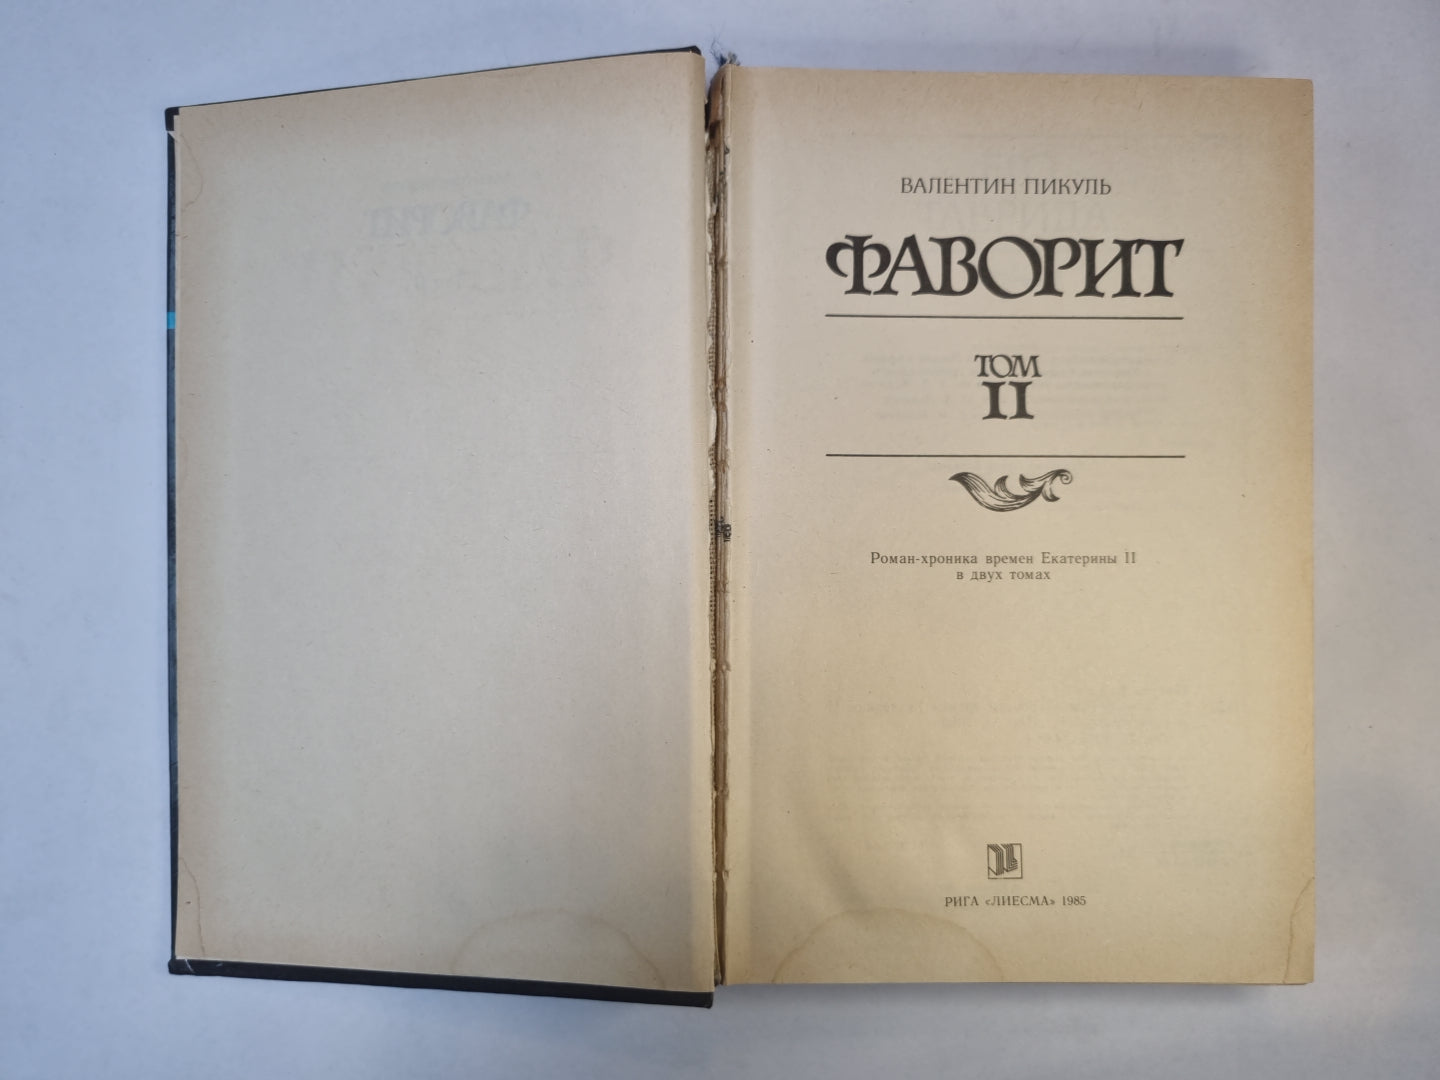 ВАЛЕНТИН ПИКУЛЬ
ФАВОРИТ
ТОМ
II
Роман-хроника времен Екатерины II
в двух томах
РИГА «ЛИЕСМА» 1985